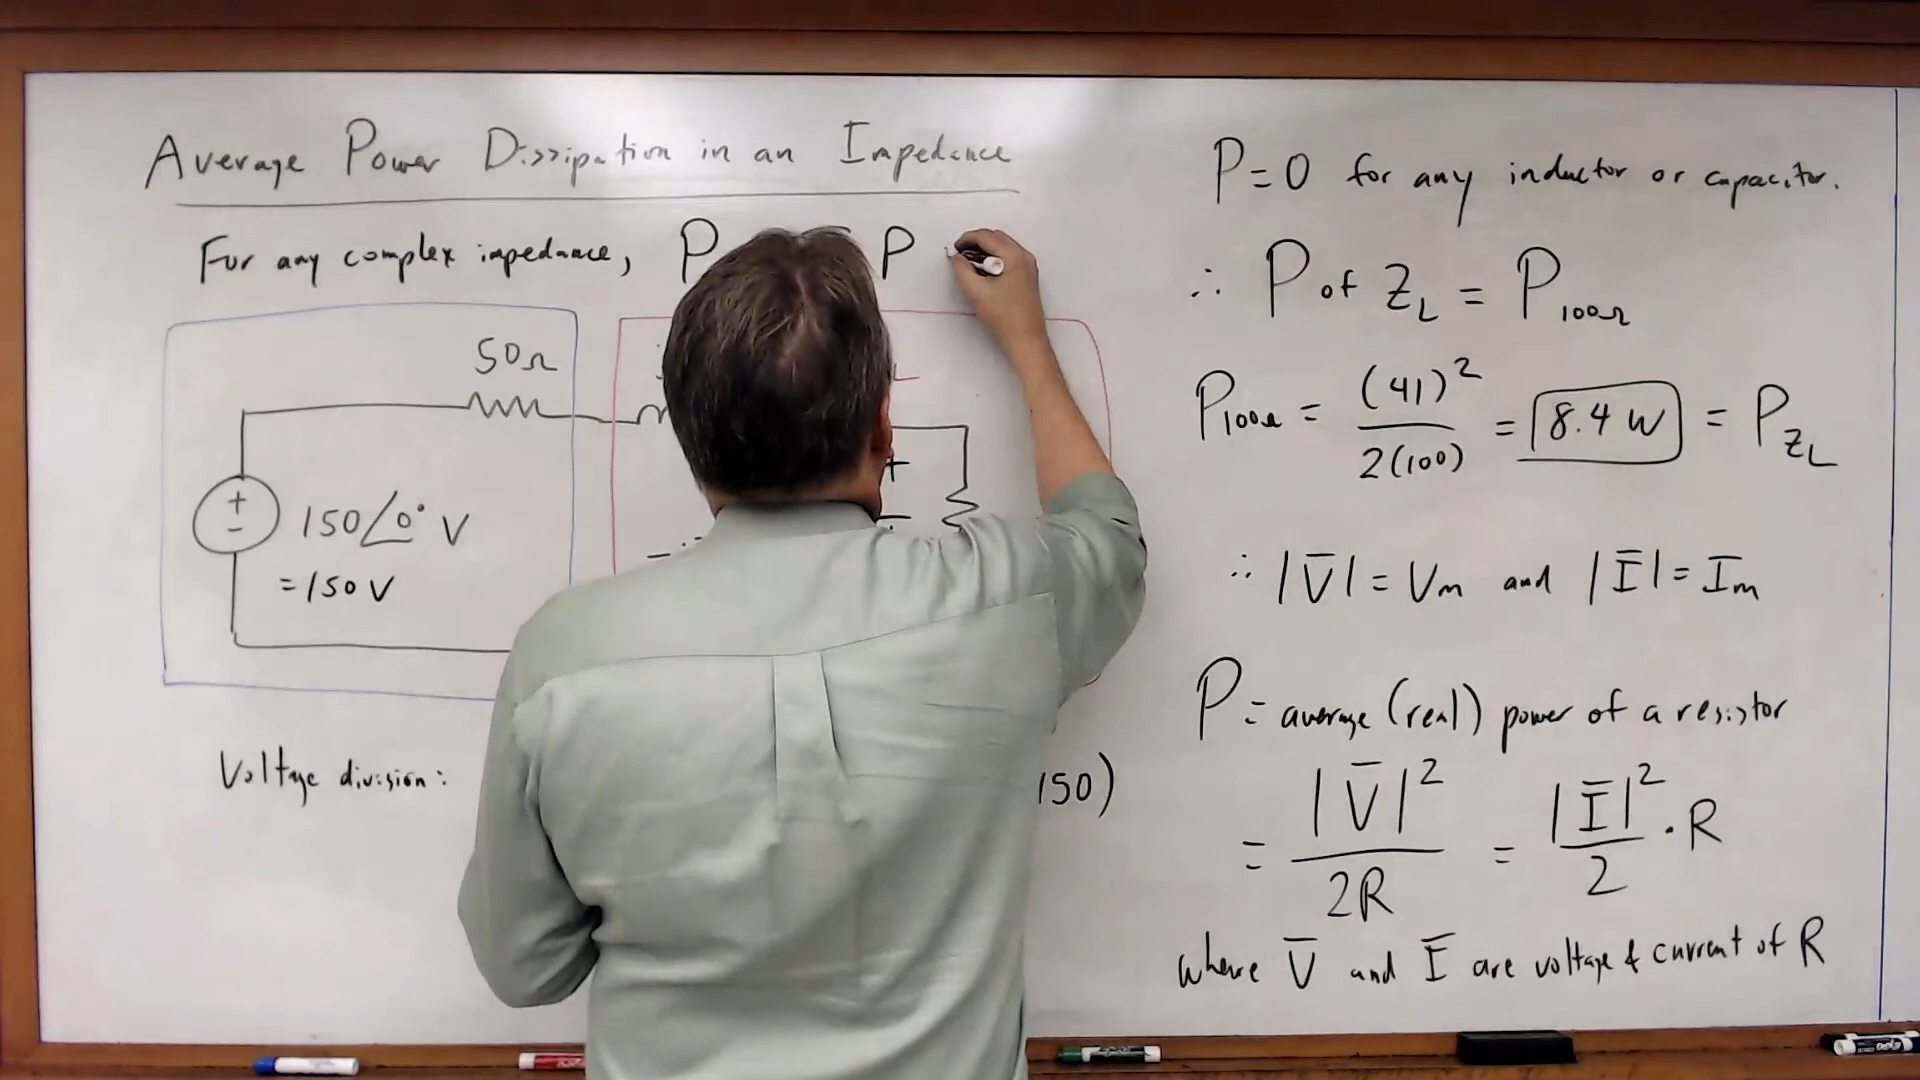 Average Power Dissipation in an Impedance
For any complex impedance, P P
50Ω
+
-
150∠0° V
= 150 V
+
Voltage division:
150)
P = 0 for any inductor or capacitor.
∴ P of Z_L = P_100Ω
P_100Ω = (41)² / 2(100) = 8.4 W = P_Z_L
∴ |V̅| = Vm and |I̅| = Im
P = average (real) power of a resistor
= |V̅|² / 2R = |I̅|² / 2 · R
where V̅ and I̅ are voltage & current of R
EXPO